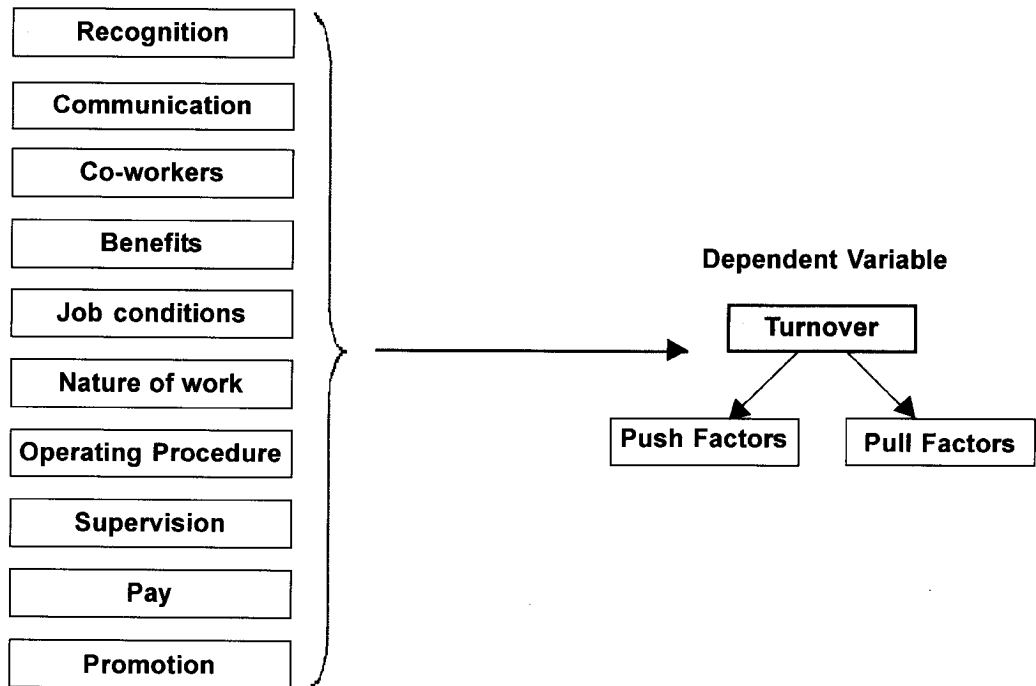 Recognition
Communication
Co-workers
Benefits
Job conditions
Nature of work
Operating Procedure
Supervision
Pay
Promotion
Dependent Variable
Turnover
Push Factors
Pull Factors